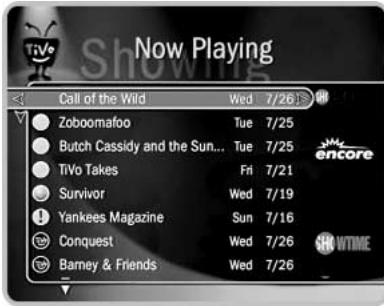 TiVo
Showing
Now Playing
Call of the Wild Wed 7/26
Zoboomafoo Tue 7/25
Butch Cassidy and the Sun... Tue 7/25
encore
TiVo Takes Fri 7/21
Survivor Wed 7/19
Yankees Magazine Sun 7/16
Conquest Wed 7/26
SHOWTIME
Barney & Friends Wed 7/26